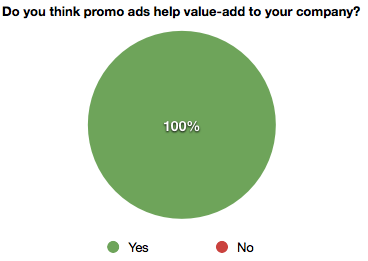 Do you think promo ads help value-add to your company?
100%
Yes No